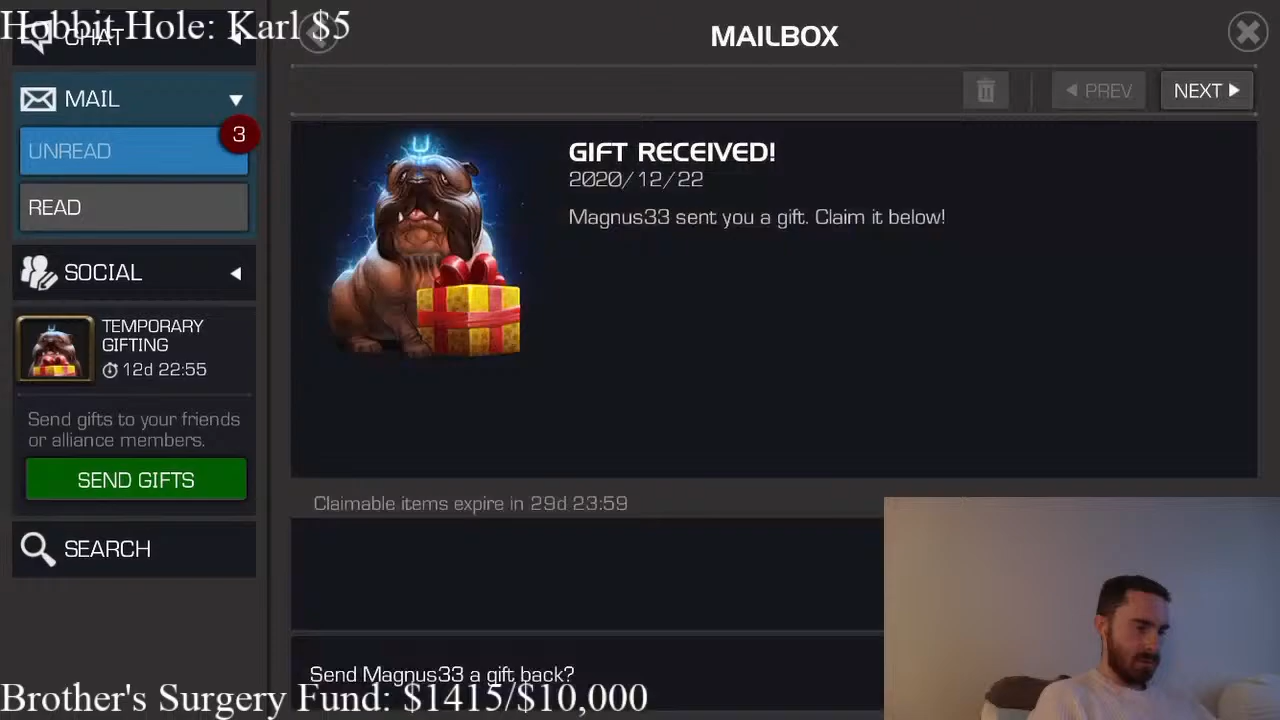 Hobbit Hole: Karl $5
CHAT
MAILBOX
MAIL
PREV
NEXT
3
UNREAD
READ
GIFT RECEIVED!
2020/12/22
Magnus33 sent you a gift. Claim it below!
SOCIAL
TEMPORARY
GIFTING
12d 22:55
Send gifts to your friends
or alliance members.
SEND GIFTS
Claimable items expire in 29d 23:59
SEARCH
Send Magnus33 a gift back?
Brother's Surgery Fund: $1415/$10,000